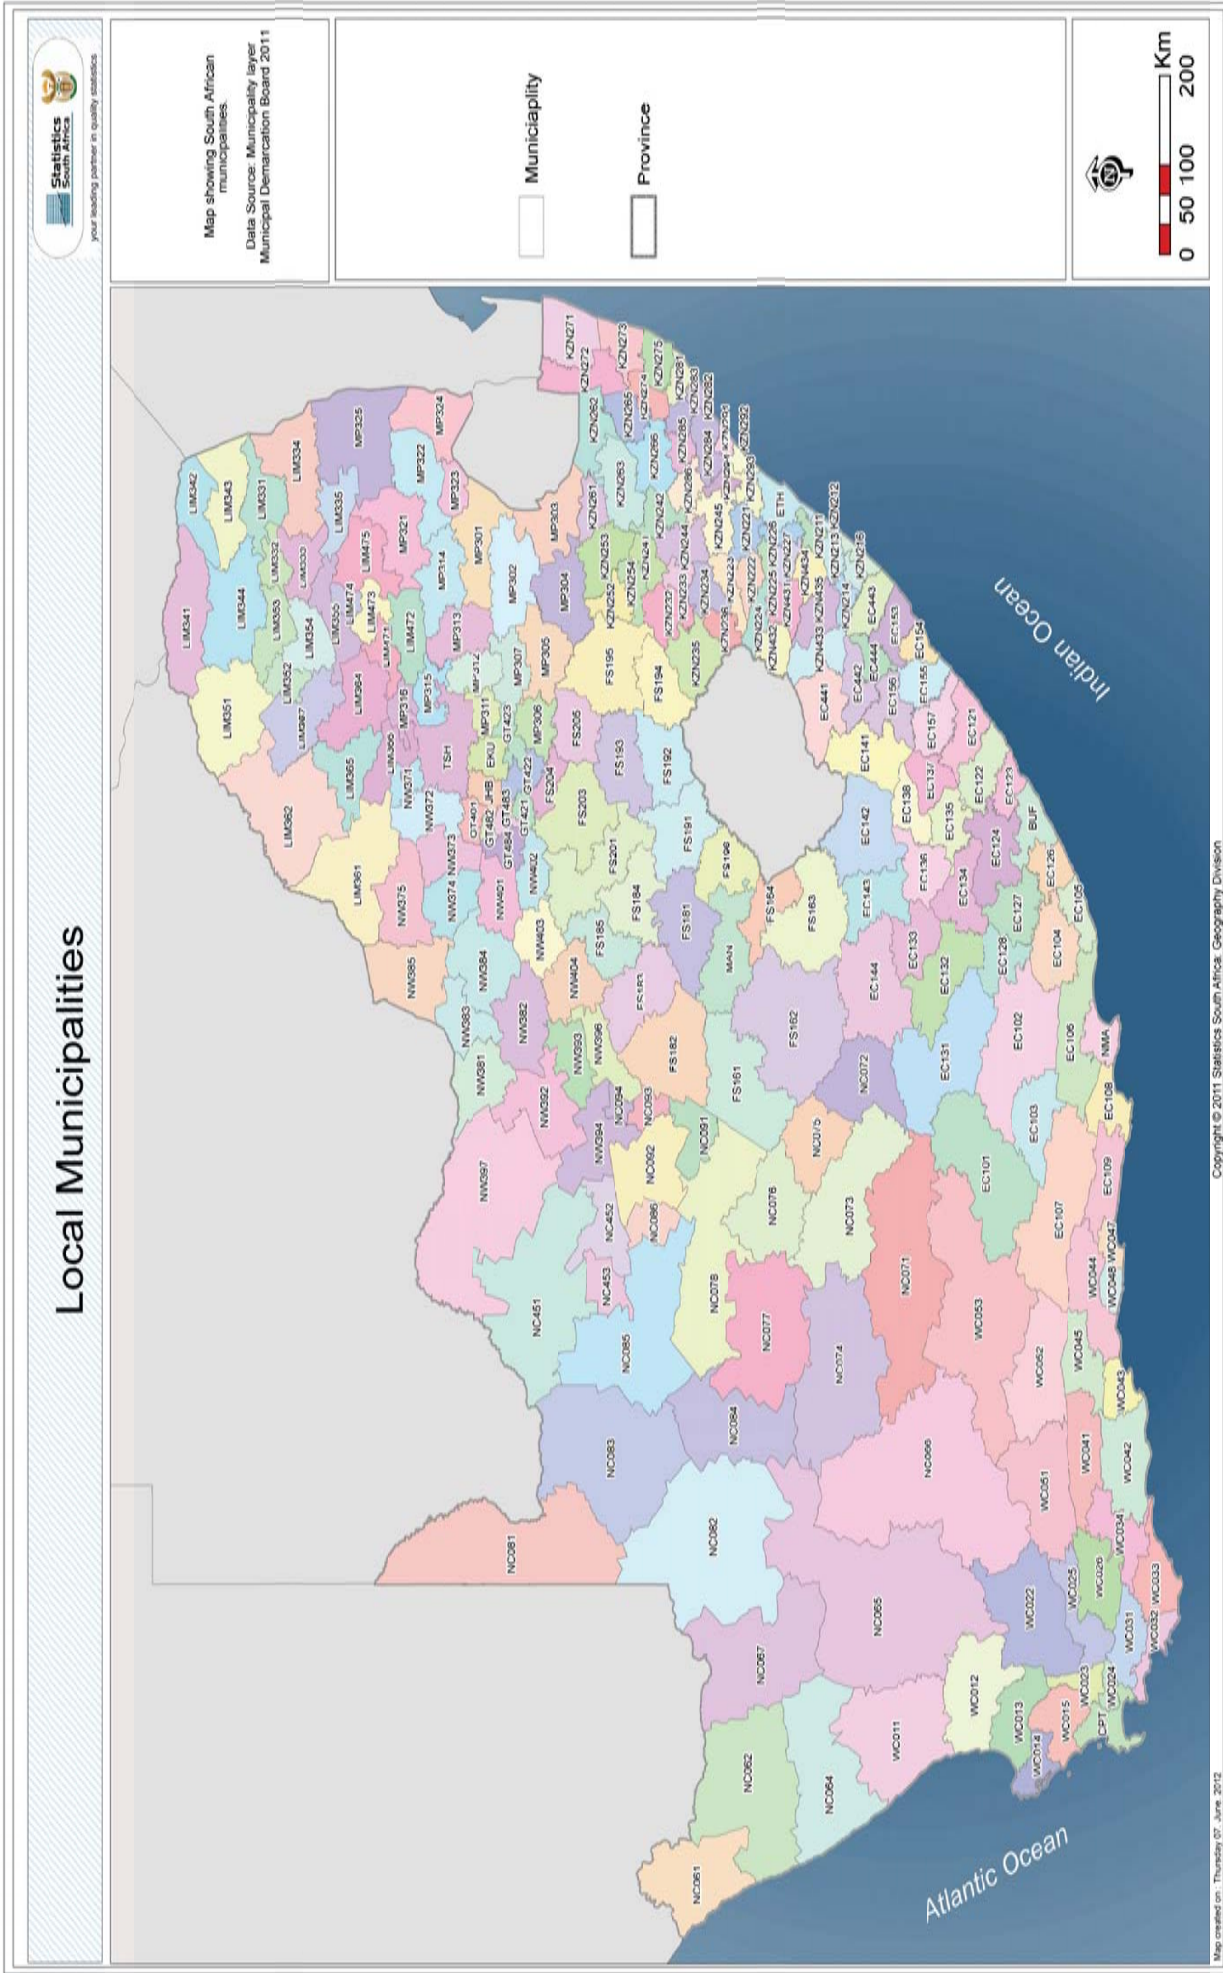 Local Municipalities
Statistics
South Africa
your leading partner in quality statistics
Map showing South African
municipalities.
Data Source: Municipality layer
Municipal Demarcation Board 2011
Municiaplity
Province
N
Km
0 50 100 200
LIM342
LIM341
LIM343
LIM331
LIM344
LIM351
LIM332
LIM353
LIM352
LIM334
LIM333
LIM354
LIM335
LIM355
LIM362
LIM365
LIM364
LIM474
LIM475
LIM473
LIM472
LIM361
MP325
MP324
MP322
MP321
MP323
MP314
MP313
MP316
MP315
MP301
MP302
MP303
MP304
MP305
MP307
MP311
MP306
TSH
EKU
JHB
GT423
GT422
GT421
GT482
GT483
GT484
NW371
NW372
NW373
NW374
NW375
NW385
NW384
NW383
NW381
NW382
NW401
NW402
NW403
NW404
NW392
NW393
NW396
NW394
NW397
KZN271
KZN272
KZN273
KZN275
KZN274
KZN281
KZN283
KZN282
KZN262
KZN265
KZN266
KZN285
KZN284
KZN292
KZN293
KZN261
KZN263
KZN242
KZN286
KZN245
KZN221
ETH
KZN253
KZN254
KZN241
KZN244
KZN252
KZN232
KZN233
KZN234
KZN222
KZN226
KZN227
KZN225
KZN224
KZN235
KZN431
KZN432
KZN434
KZN435
KZN433
KZN211
KZN212
KZN213
KZN214
KZN216
FS195
FS194
FS205
FS193
FS192
FS204
FS203
FS201
FS191
FS184
FS185
FS181
FS196
FS164
FS163
MAN
FS183
FS182
FS161
FS162
EC443
EC153
EC154
EC444
EC442
EC441
EC156
EC155
EC157
EC121
EC141
EC137
EC138
EC122
EC123
EC135
EC142
EC124
BUF
EC136
EC134
EC126
EC143
EC127
EC105
EC133
EC132
EC128
EC104
EC144
EC131
EC102
EC106
NMA
EC103
EC108
EC101
EC107
EC109
NC072
NC094
NC093
NC091
NC092
NC075
NC076
NC073
NC086
NC452
NC453
NC451
NC085
NC078
NC077
NC071
NC074
NC083
NC084
NC081
NC082
NC066
NC065
NC067
NC062
NC064
NC061
WC053
WC052
WC051
WC044
WC047
WC048
WC045
WC043
WC041
WC042
WC034
WC033
WC026
WC025
WC022
WC031
WC032
WC012
WC013
WC023
WC024
WC015
CPT
WC014
WC011
Indian Ocean
Atlantic Ocean
Map created on : Thursday 07, June, 2012
Copyright © 2011 Statistics South Africa: Geography Division